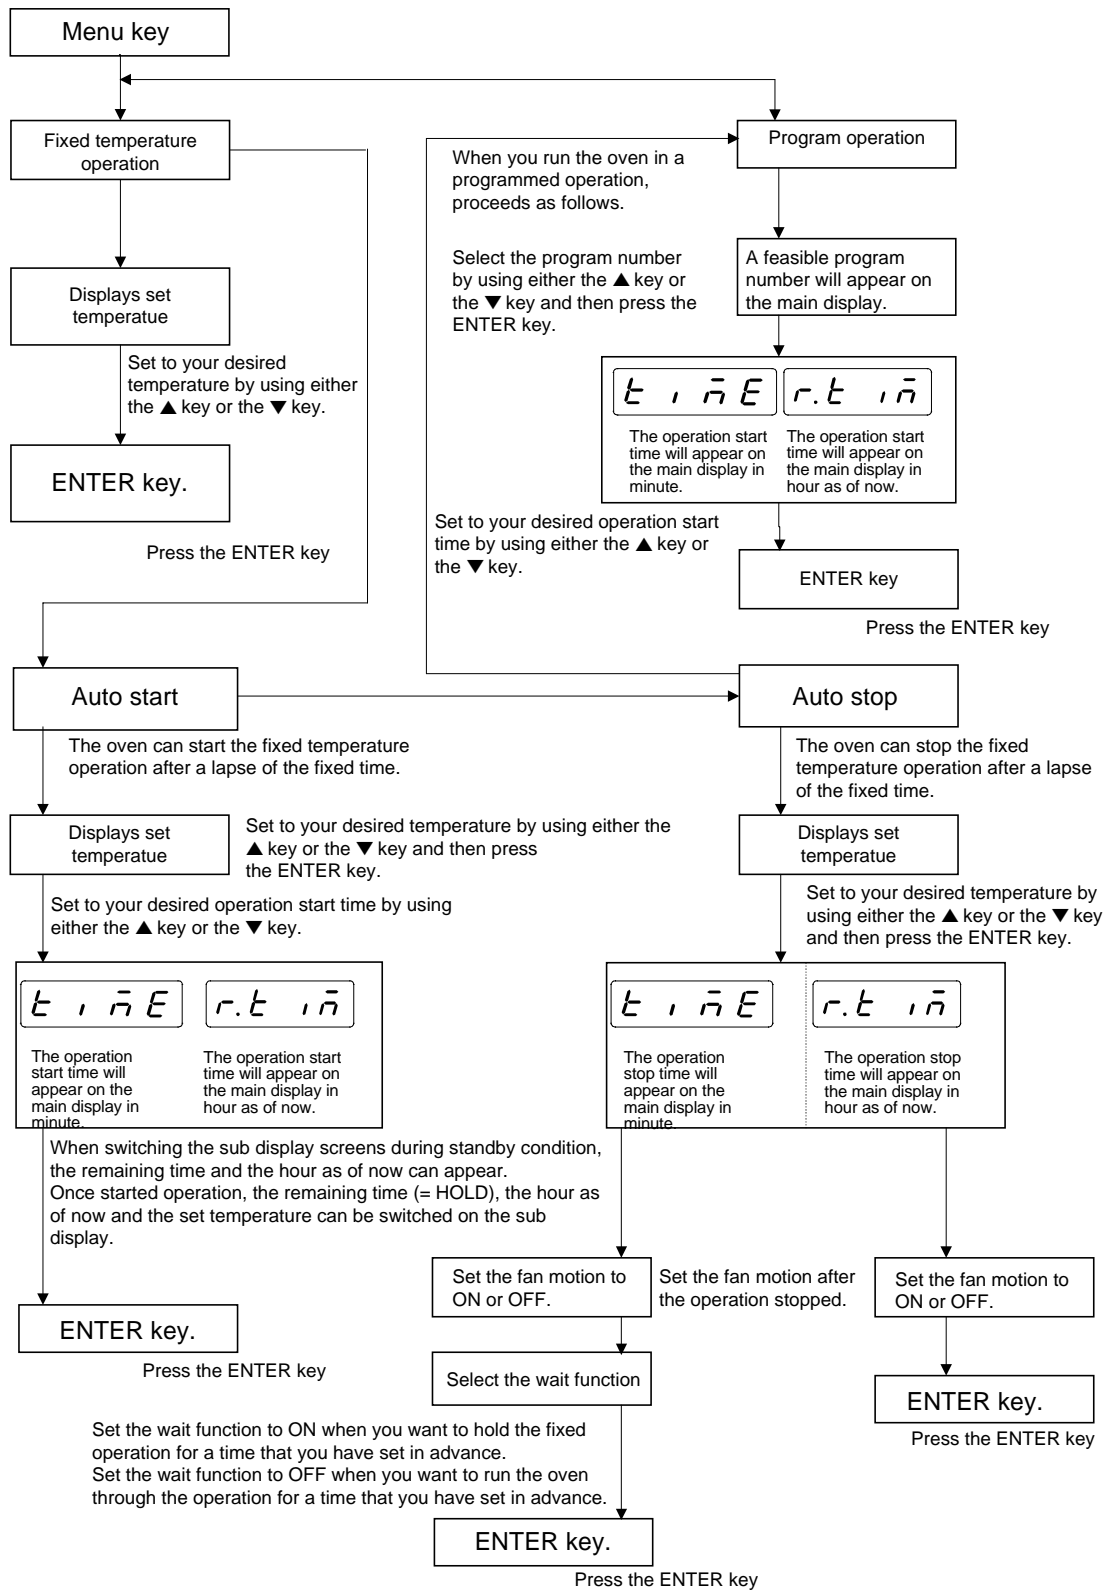 Menu key
Fixed temperature
operation
Program operation
When you run the oven in a
programmed operation,
proceeds as follows.
Select the program number
by using either the ▲ key or
the ▼ key and then press the
ENTER key.
A feasible program
number will appear on
the main display.
Displays set
temperatue
Set to your desired
temperature by using either
the ▲ key or the ▼ key.
ENTER key.
Press the ENTER key
timE
r.tim
The operation start
time will appear on
the main display in
minute.
The operation start
time will appear on
the main display in
hour as of now.
Set to your desired operation start
time by using either the ▲ key or
the ▼ key.
ENTER key
Press the ENTER key
Auto start
Auto stop
The oven can start the fixed temperature
operation after a lapse of the fixed time.
The oven can stop the fixed
temperature operation after a lapse
of the fixed time.
Displays set
temperatue
Set to your desired temperature by using either the
▲ key or the ▼ key and then press
the ENTER key.
Displays set
temperatue
Set to your desired operation start time by using
either the ▲ key or the ▼ key.
Set to your desired temperature by
using either the ▲ key or the ▼ key
and then press the ENTER key.
timE
r.tim
The operation
start time will
appear on the
main display in
minute.
The operation start
time will appear on
the main display in
hour as of now.
timE
r.tim
The operation
stop time will
appear on the
main display in
minute.
The operation stop
time will appear on
the main display in
hour as of now.
When switching the sub display screens during standby condition,
the remaining time and the hour as of now can appear.
Once started operation, the remaining time (= HOLD), the hour as
of now and the set temperature can be switched on the sub
display.
Set the fan motion to
ON or OFF.
Set the fan motion after
the operation stopped.
Set the fan motion to
ON or OFF.
ENTER key.
Press the ENTER key
Select the wait function
ENTER key.
Press the ENTER key
Set the wait function to ON when you want to hold the fixed
operation for a time that you have set in advance.
Set the wait function to OFF when you want to run the oven
through the operation for a time that you have set in advance.
ENTER key.
Press the ENTER key